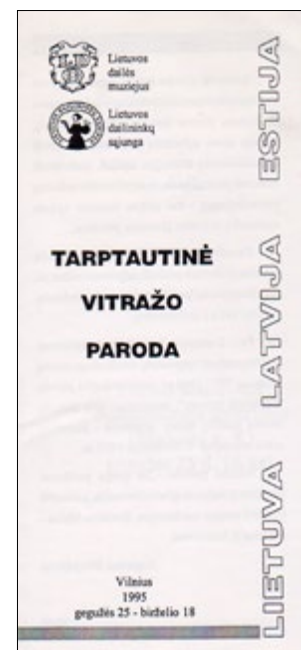 Lietuvos
dailės
muziejus
Lietuvos
dailininkų
sąjunga
TARPTAUTINĖ
VITRAŽO
PARODA
LIETUVA LATVIJA ESTIJA
Vilnius
1995
gegužės 25 - birželio 18